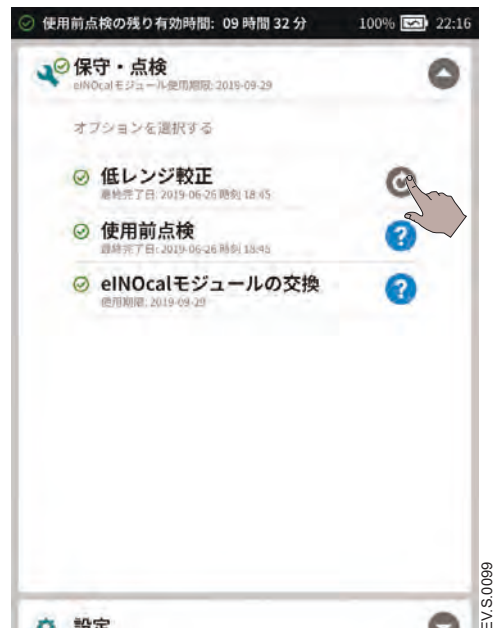 使用前点検の残り有効時間: 09 時間 32 分 100% 22:16
保守・点検
eINOcalモジュール使用期限: 2019-09-29
オプションを選択する
低レンジ較正
最終完了日: 2019-06-26 時刻 18:45
使用前点検
最終完了日: 2019-06-26 時刻 18:45
eINOcalモジュールの交換
使用期限: 2019-09-29
設定
EV.S.0099